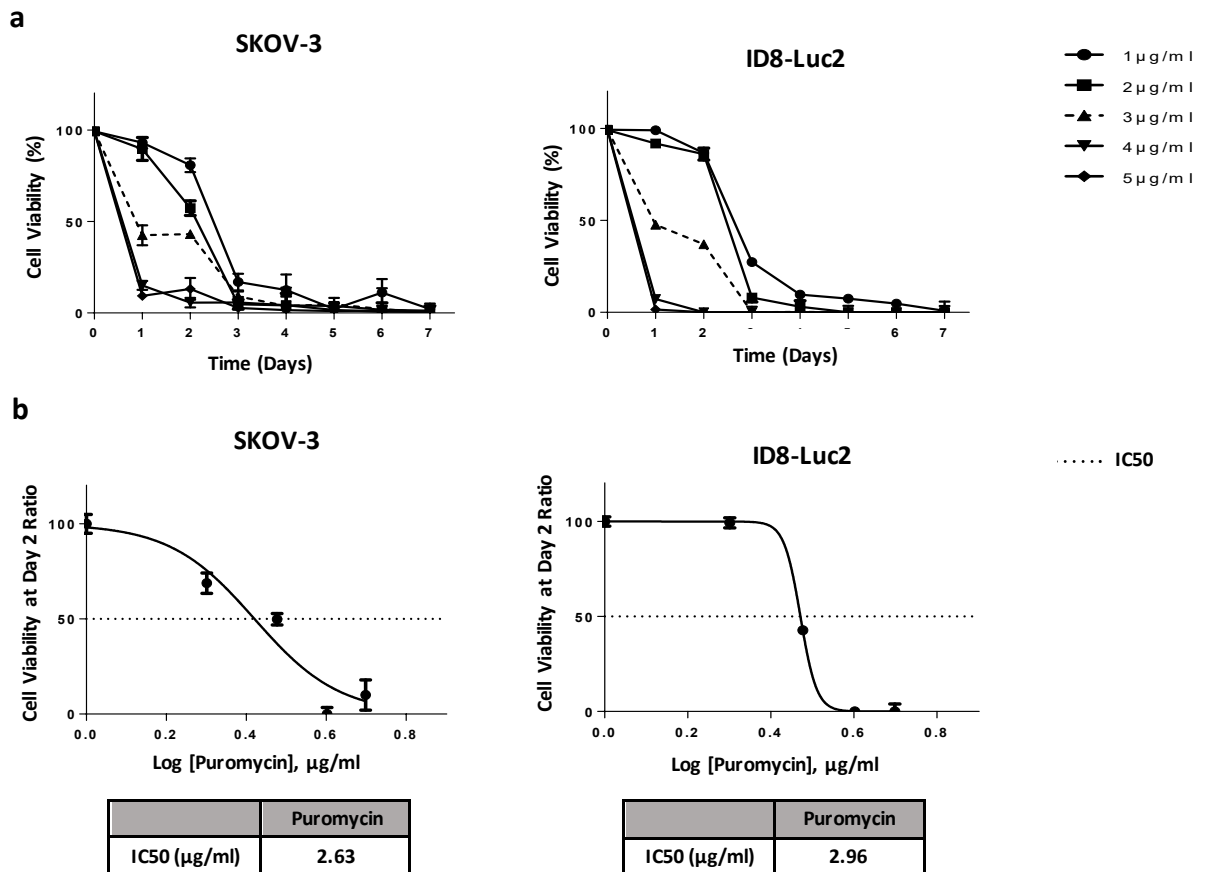 a
SKOV-3
Cell Viability (%)
100
50
0
0 1 2 3 4 5 6 7
Time (Days)
ID8-Luc2
Cell Viability (%)
100
50
0
0 1 2 6 7
Time (Days)
1 µg/ml
2 µg/ml
3 µg/ml
4 µg/ml
5 µg/ml
b
SKOV-3
Cell Viability at Day 2 Ratio
100
50
0
0.0 0.2 0.4 0.6 0.8
Log [Puromycin], µg/ml
Puromycin
IC50 (µg/ml) 2.63
ID8-Luc2
Cell Viability at Day 2 Ratio
100
50
0
0.0 0.2 0.4 0.6 0.8
Log [Puromycin], µg/ml
Puromycin
IC50 (µg/ml) 2.96
IC50